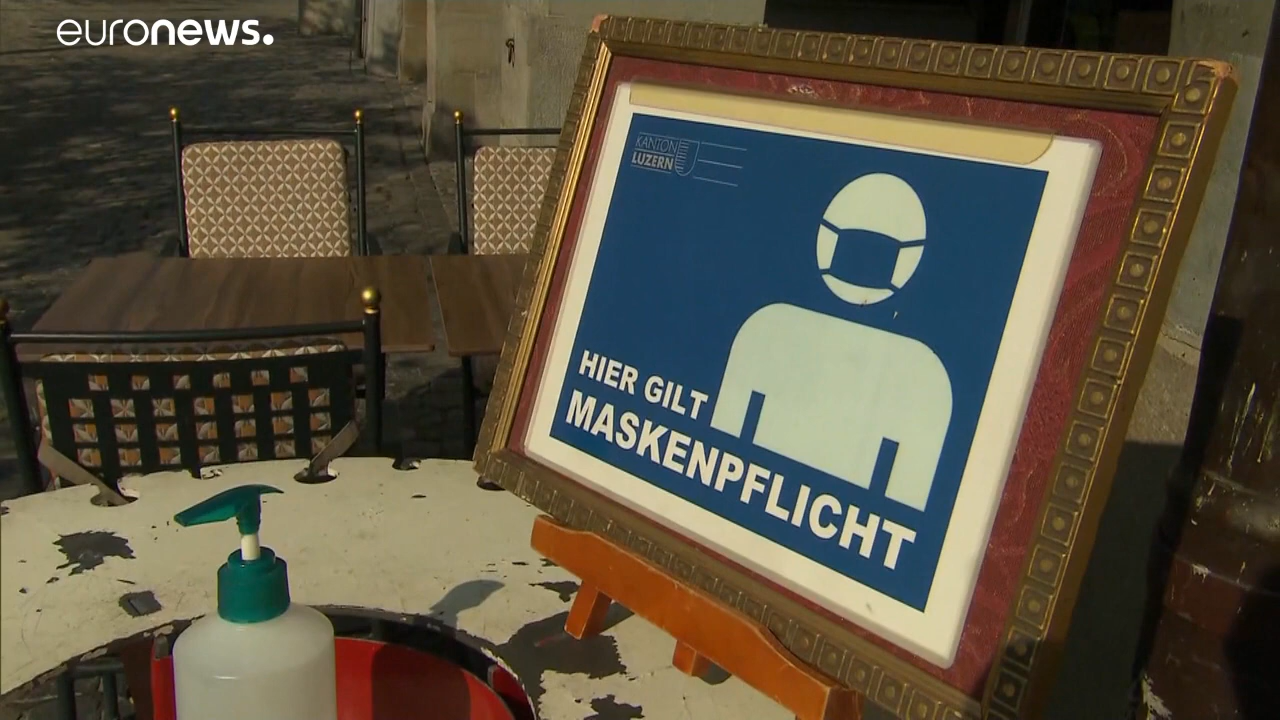 euronews.
KANTON
LUZERN
HIER GILT
MASKENPFLICHT